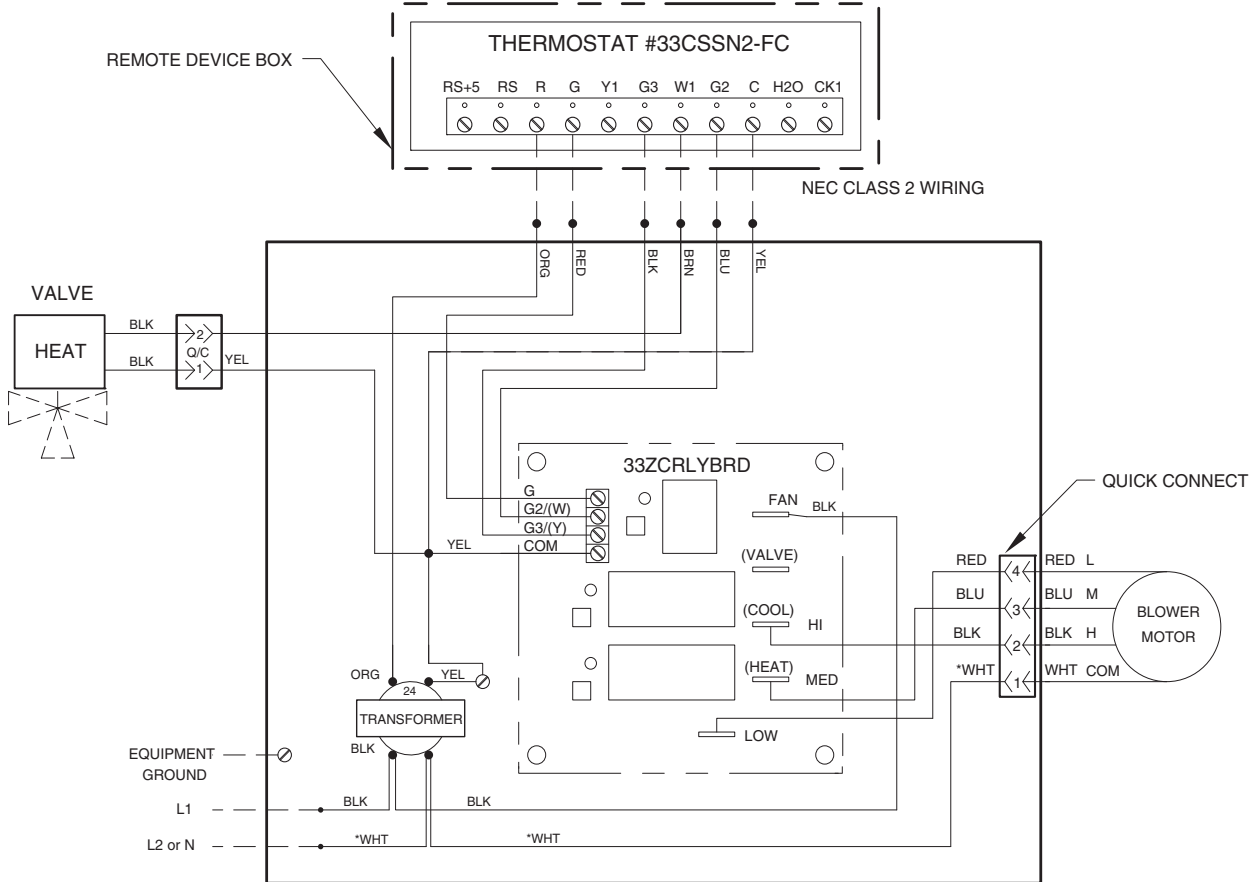 THERMOSTAT #33CSSN2-FC
REMOTE DEVICE BOX
RS+5 RS R G Y1 G3 W1 G2 C H2O CK1
NEC CLASS 2 WIRING
ORG RED BLK BRN BLU YEL
VALVE
HEAT
BLK
2
Q/C
BLK
1
YEL
33ZCRLYBRD
G
G2/(W)
G3/(Y)
YEL COM
FAN BLK
(VALVE)
(COOL)
HI
(HEAT)
MED
LOW
QUICK CONNECT
RED 4 RED L
BLU 3 BLU M
BLK 2 BLK H
*WHT 1 WHT COM
BLOWER
MOTOR
ORG YEL
24
TRANSFORMER
BLK
EQUIPMENT
GROUND
L1 BLK BLK
L2 or N *WHT *WHT